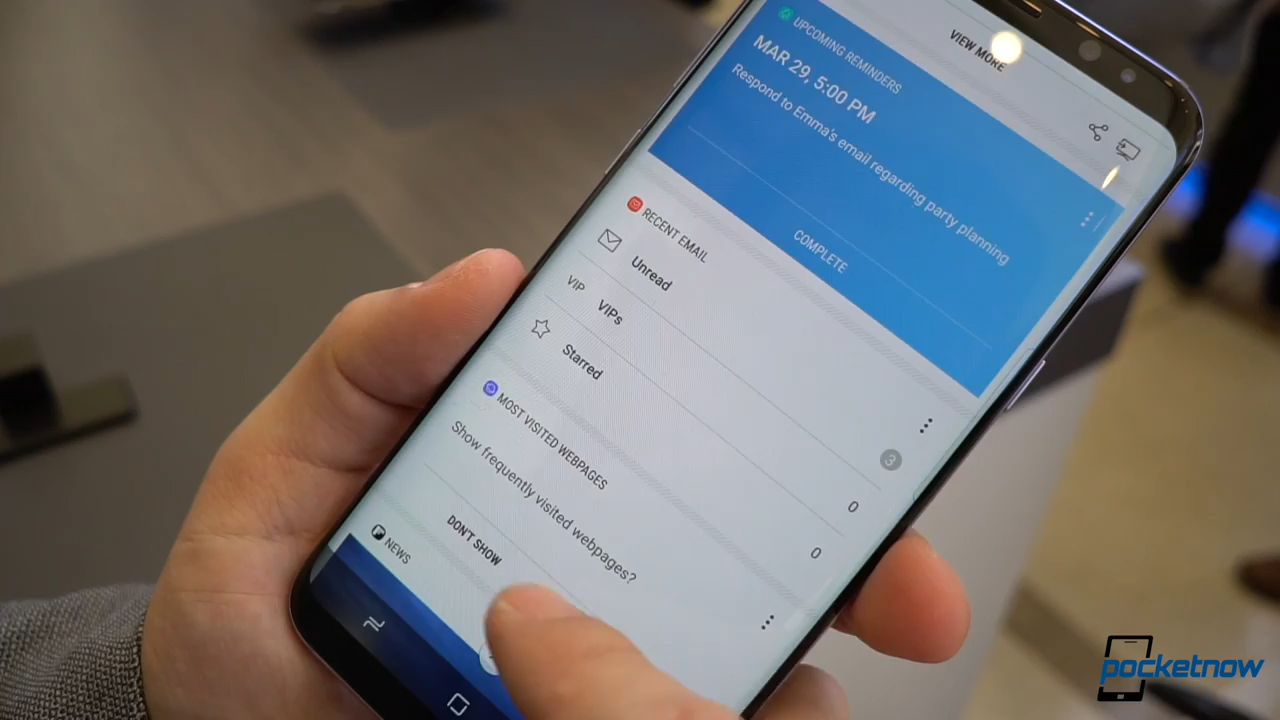 VIEW MORE
UPCOMING REMINDERS
MAR 29, 5:00 PM
Respond to Emma's email regarding party planning
COMPLETE
RECENT EMAIL
Unread
3
VIP VIPs
0
Starred
0
MOST VISITED WEBPAGES
Show frequently visited webpages?
DON'T SHOW
NEWS
pocketnow